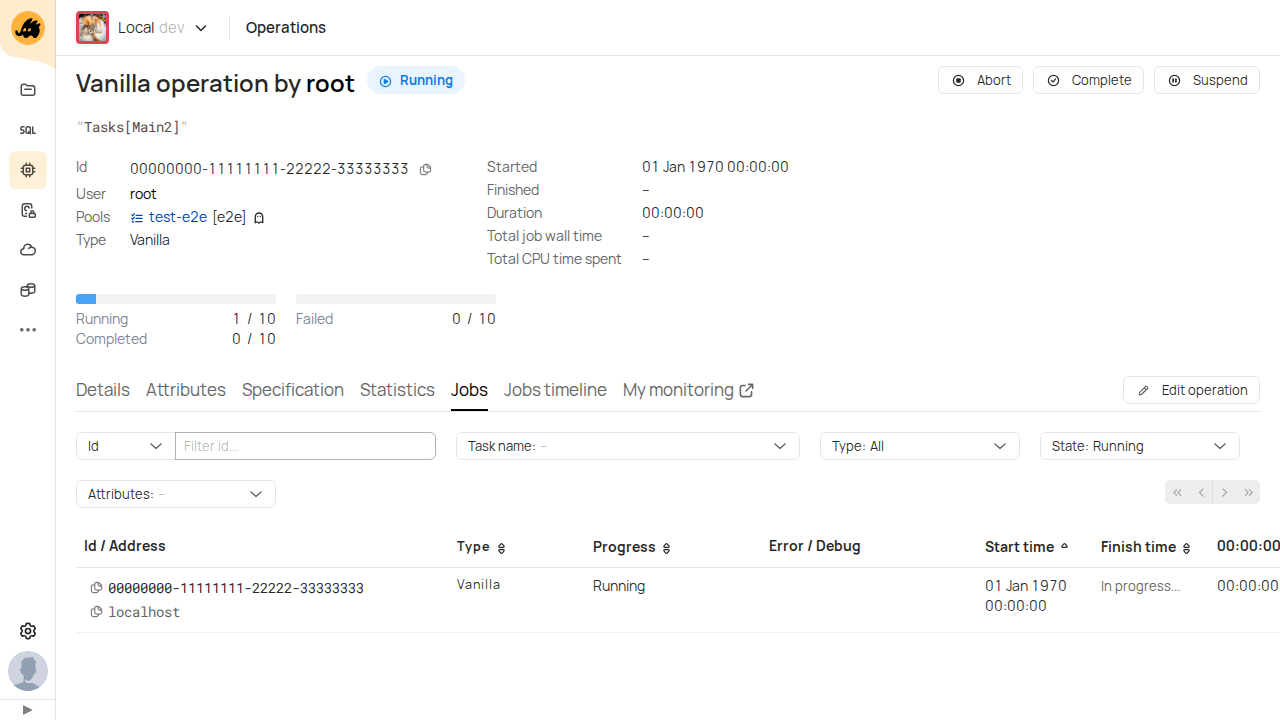 Local dev
Operations
Vanilla operation by root
Running
Abort
Complete
Suspend
"Tasks[Main2]"
SQL
Id
00000000-11111111-22222-33333333
User
root
Pools
test-e2e [e2e]
Type
Vanilla
Started
01 Jan 1970 00:00:00
Finished
–
Duration
00:00:00
Total job wall time
–
Total CPU time spent
–
Running
1 / 10
Completed
0 / 10
Failed
0 / 10
Details
Attributes
Specification
Statistics
Jobs
Jobs timeline
My monitoring
Edit operation
Id
Filter id...
Task name: –
Type: All
State: Running
Attributes: –
Id / Address
Type
Progress
Error / Debug
Start time
Finish time
00:00:00
00000000-11111111-22222-33333333
localhost
Vanilla
Running
01 Jan 1970
00:00:00
In progress...
00:00:00